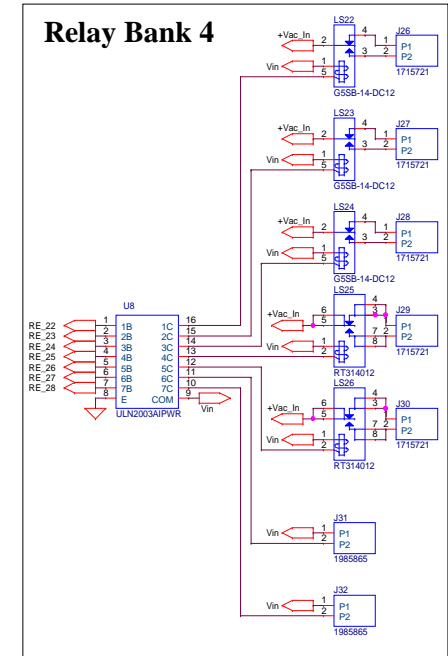 Relay Bank 4
LS22
+Vac_In 2 4 1 J26
P1
3 2 P2
Vin 1
5
1715721
G5SB-14-DC12
LS23
+Vac_In 2 4 1 J27
P1
3 2 P2
Vin 1
5
1715721
G5SB-14-DC12
LS24
+Vac_In 2 4 1 J28
P1
3 2 P2
Vin 1
5
1715721
G5SB-14-DC12
LS25
6 4
+Vac_In 5 3 1 J29
P1
7 2 P2
8
Vin 1
2
1715721
RT314012
LS26
6 4
+Vac_In 5 3 1 J30
P1
7 2 P2
8
Vin 1
2
1715721
RT314012
U8
RE_22 1 1B 1C 16
RE_23 2 2B 2C 15
RE_24 3 3B 3C 14
RE_25 4 4B 4C 13
RE_26 5 5B 5C 12
RE_27 6 6B 6C 11
RE_28 7 7B 7C 10
8 E COM 9
Vin
ULN2003AIPWR
J31
Vin 1 P1
2 P2
1985865
J32
Vin 1 P1
2 P2
1985865